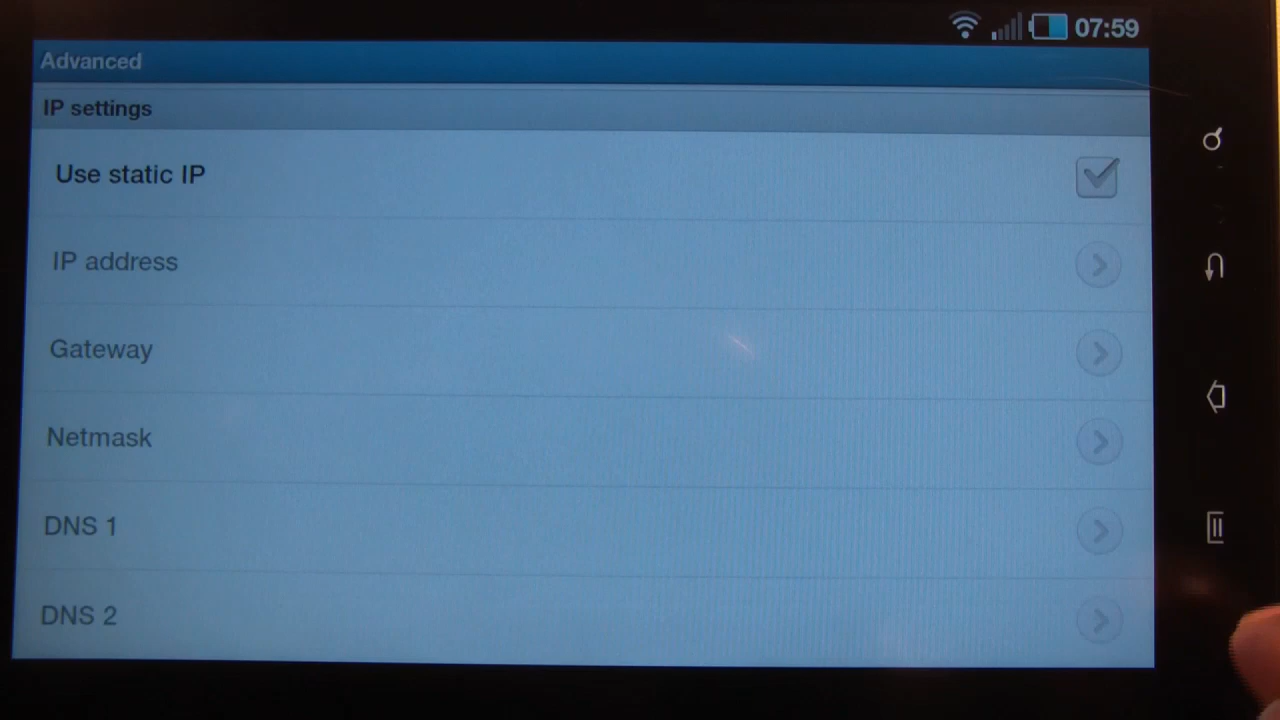 07:59
Advanced
IP settings
Use static IP
IP address
Gateway
Netmask
DNS 1
DNS 2